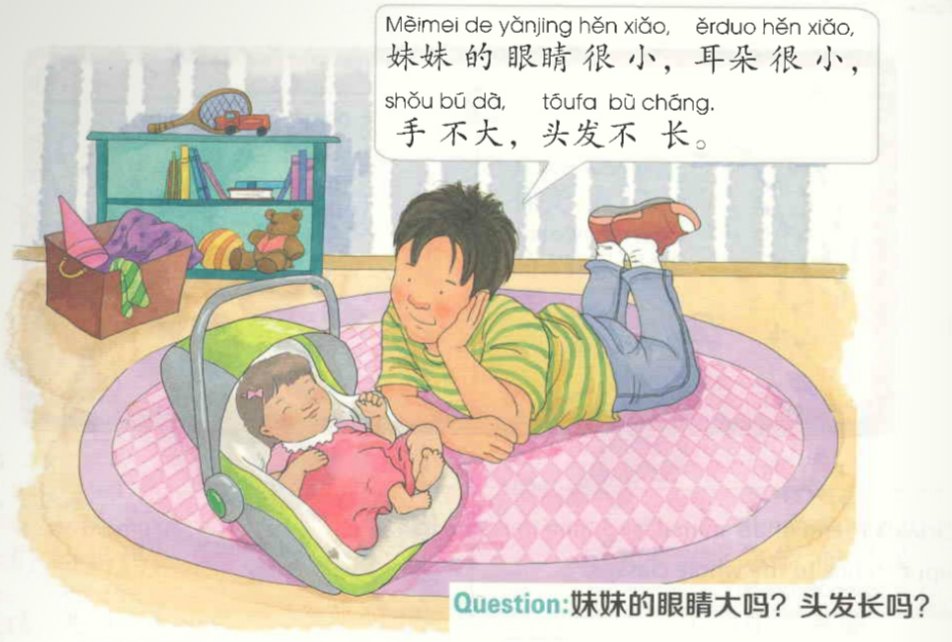 Mèimei de yǎnjing hěn xiǎo, ěrduo hěn xiǎo,
妹妹的眼睛很小，耳朵很小，
shǒu bú dà, tóufa bù cháng.
手不大，头发不长。
Question:妹妹的眼睛大吗？头发长吗？